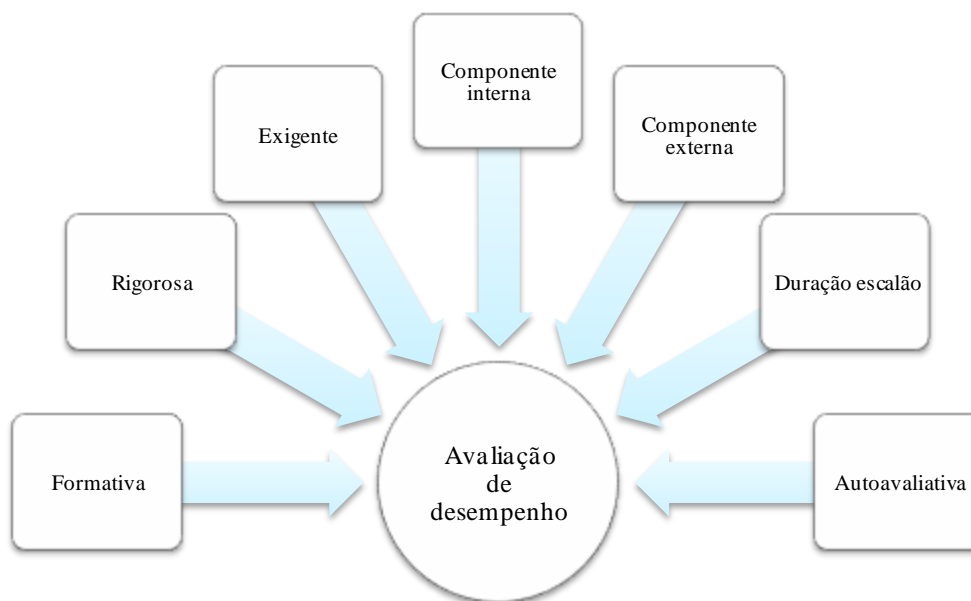 Componente
interna
Exigente
Componente
externa
Rigorosa
Duração escalão
Formativa
Avaliação
de
desempenho
Autoavaliativa